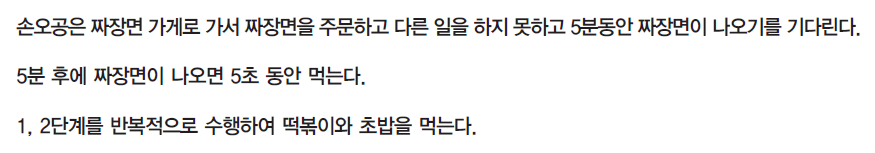 손오공은 짜장면 가게로 가서 짜장면을 주문하고 다른 일을 하지 못하고 5분동안 짜장면이 나오기를 기다린다.
5분 후에 짜장면이 나오면 5초 동안 먹는다.
1, 2단계를 반복적으로 수행하여 떡볶이와 초밥을 먹는다.